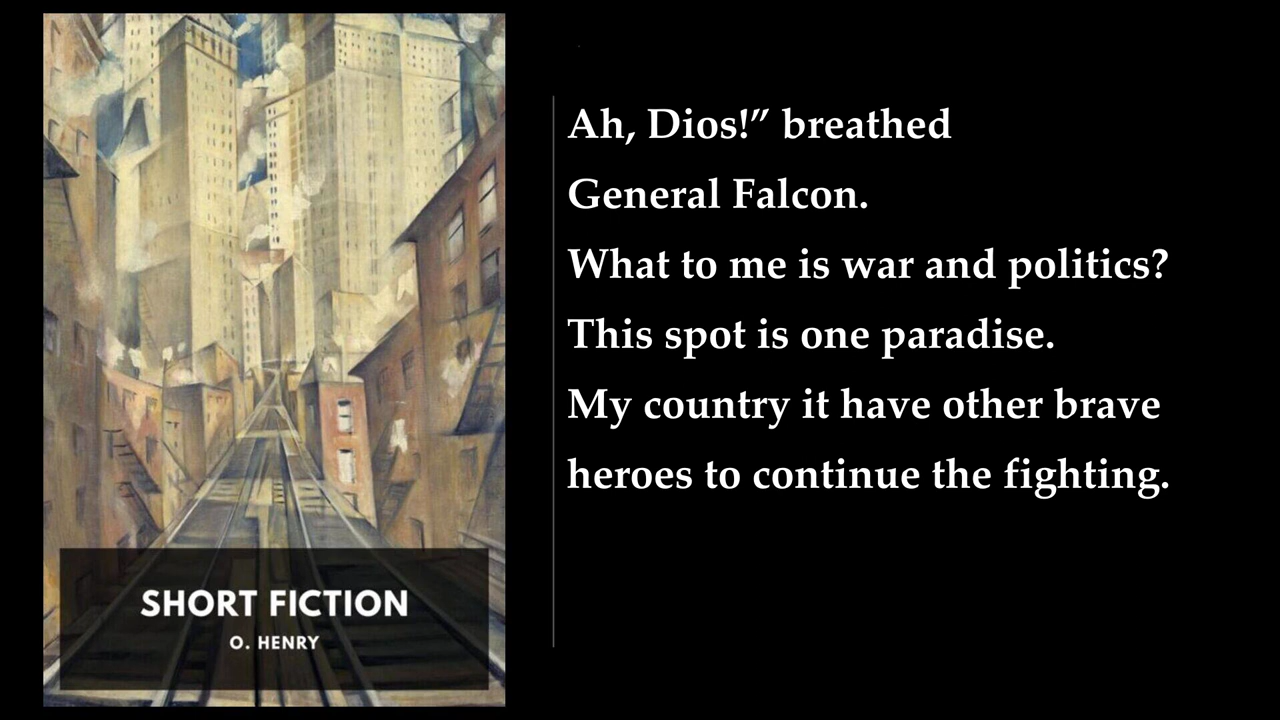 Ah, Dios!” breathed
General Falcon.
What to me is war and politics?
This spot is one paradise.
My country it have other brave
heroes to continue the fighting.
SHORT FICTION
O. HENRY